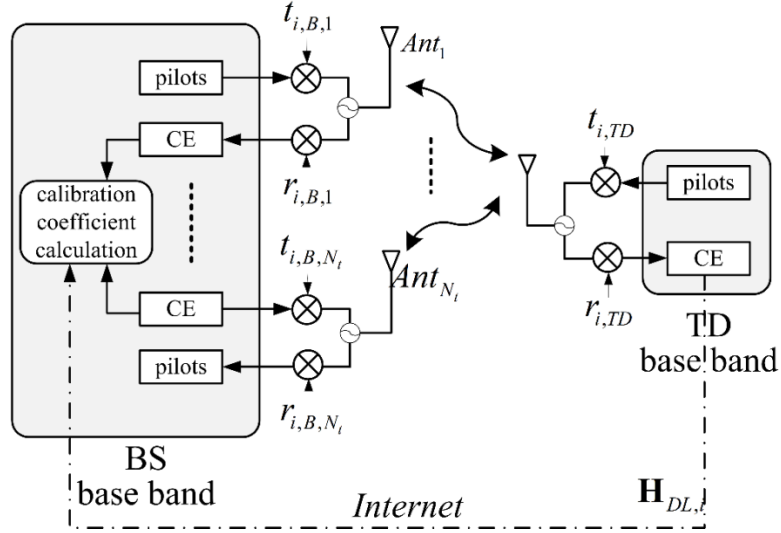 t_{i,B,1}
Ant_1
pilots
CE
r_{i,B,1}
calibration
coefficient
calculation
t_{i,B,N_t}
Ant_{N_t}
CE
pilots
r_{i,B,N_t}
BS
base band
t_{i,TD}
pilots
CE
r_{i,TD}
TD
base band
H_{DL,i}
Internet